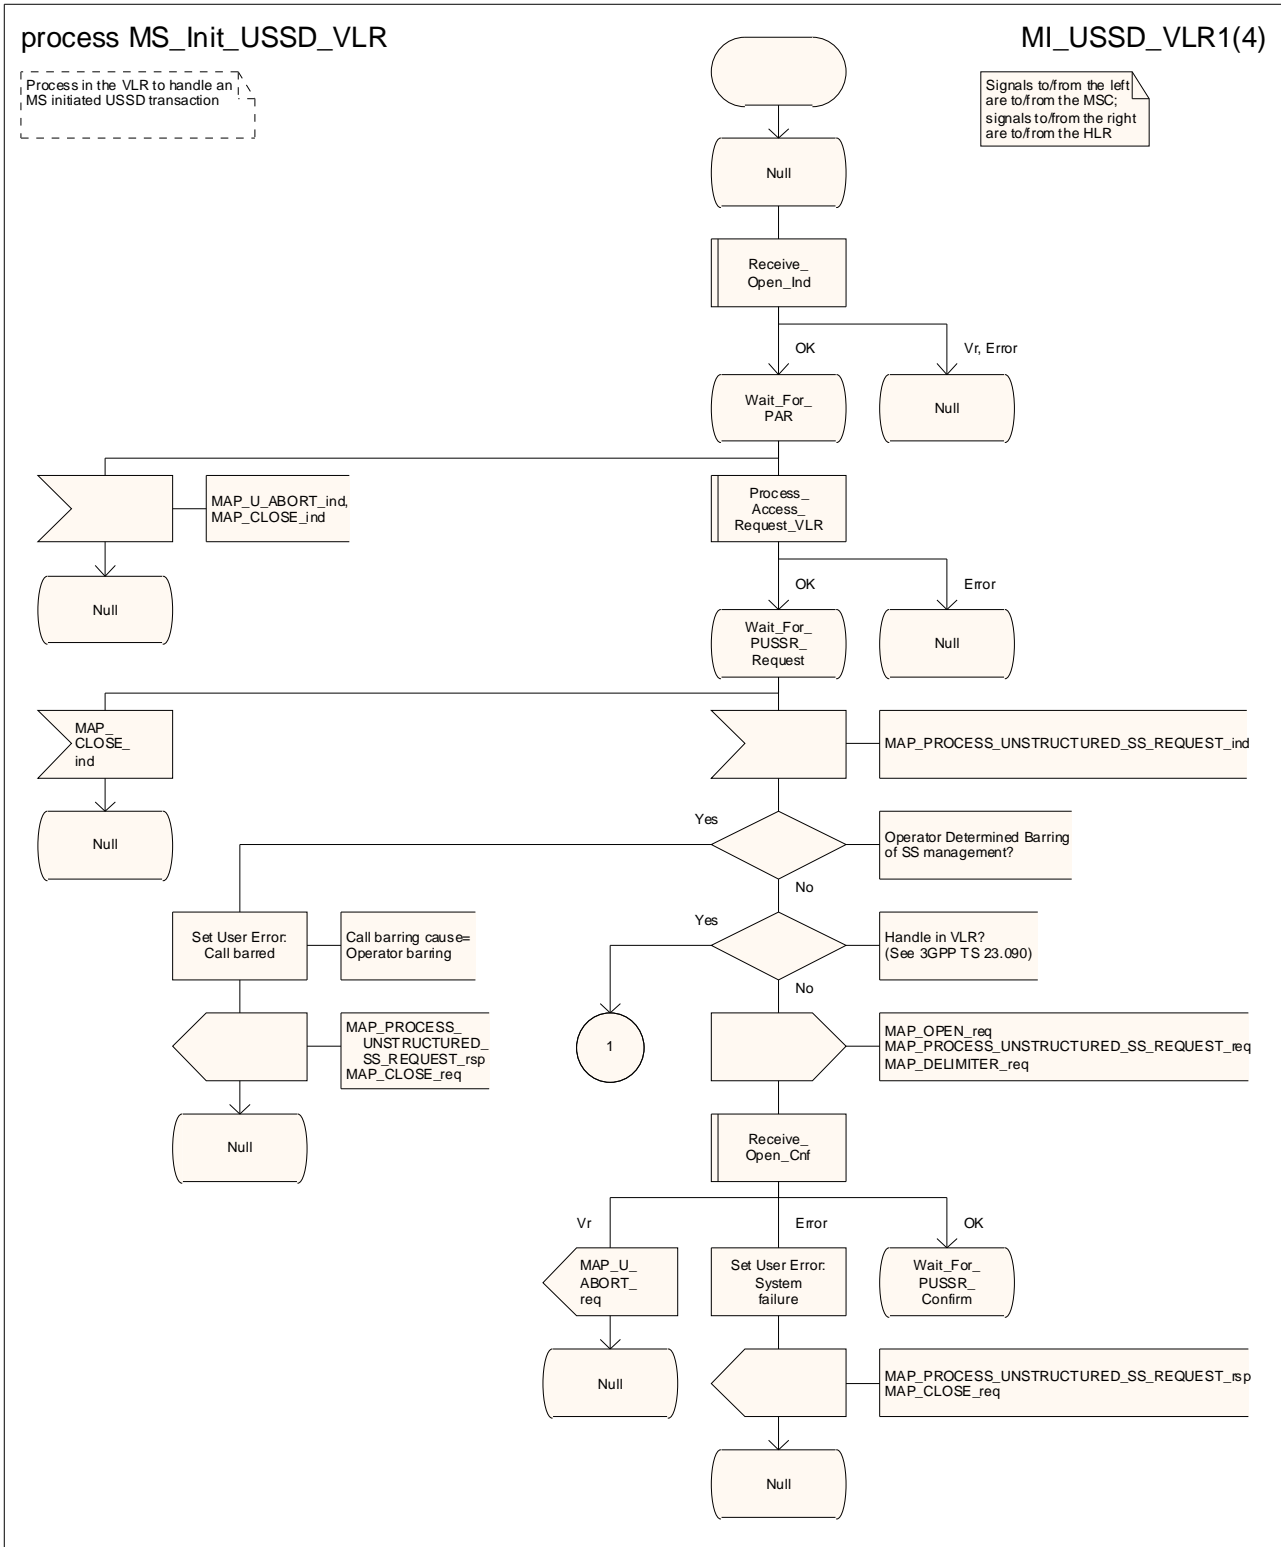 process MS_Init_USSD_VLR
MI_USSD_VLR1(4)
Process in the VLR to handle an
MS initiated USSD transaction
Signals to/from the left
are to/from the MSC;
signals to/from the right
are to/from the HLR
Null
Receive_
Open_Ind
OK
Vr, Error
Wait_For_
PAR
Null
MAP_U_ABORT_ind,
MAP_CLOSE_ind
Process_
Access_
Request_VLR
Null
OK
Error
Wait_For_
PUSSR_
Request
Null
MAP_
CLOSE_
ind
MAP_PROCESS_UNSTRUCTURED_SS_REQUEST_ind
Null
Yes
Operator Determined Barring
of SS management?
No
Set User Error:
Call barred
Call barring cause=
Operator barring
Yes
Handle in VLR?
(See 3GPP TS 23.090)
No
MAP_PROCESS_
UNSTRUCTURED_
SS_REQUEST_rsp
MAP_CLOSE_req
1
MAP_OPEN_req
MAP_PROCESS_UNSTRUCTURED_SS_REQUEST_req
MAP_DELIMITER_req
Null
Receive_
Open_Cnf
Vr
Error
OK
MAP_U_
ABORT_
req
Set User Error:
System
failure
Wait_For_
PUSSR_
Confirm
Null
MAP_PROCESS_UNSTRUCTURED_SS_REQUEST_rsp
MAP_CLOSE_req
Null